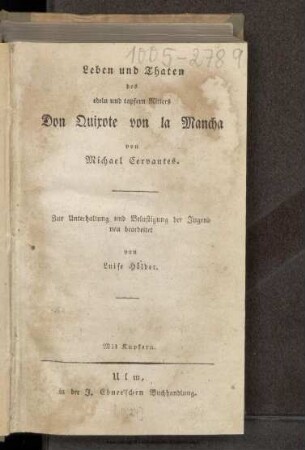 1005-2789
Leben und Thaten
des
edeln und tapfern Ritters
Don Quixote von la Mancha
von
Michael Cervantes.
Zur Unterhaltung und Belustigung der Jugend
neu bearbeitet
von
Luise Hölder.
Mit Kupfern.
Ulm,
in der J. Ebner'schen Buchhandlung.